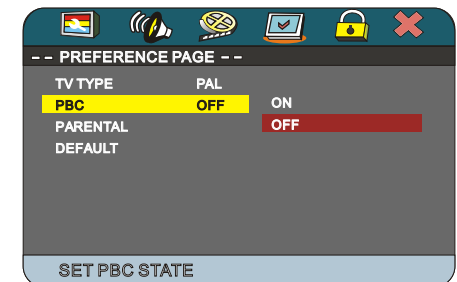 -- PREFERENCE PAGE --
TV TYPE PAL
PBC OFF ON
PARENTAL OFF
DEFAULT
SET PBC STATE